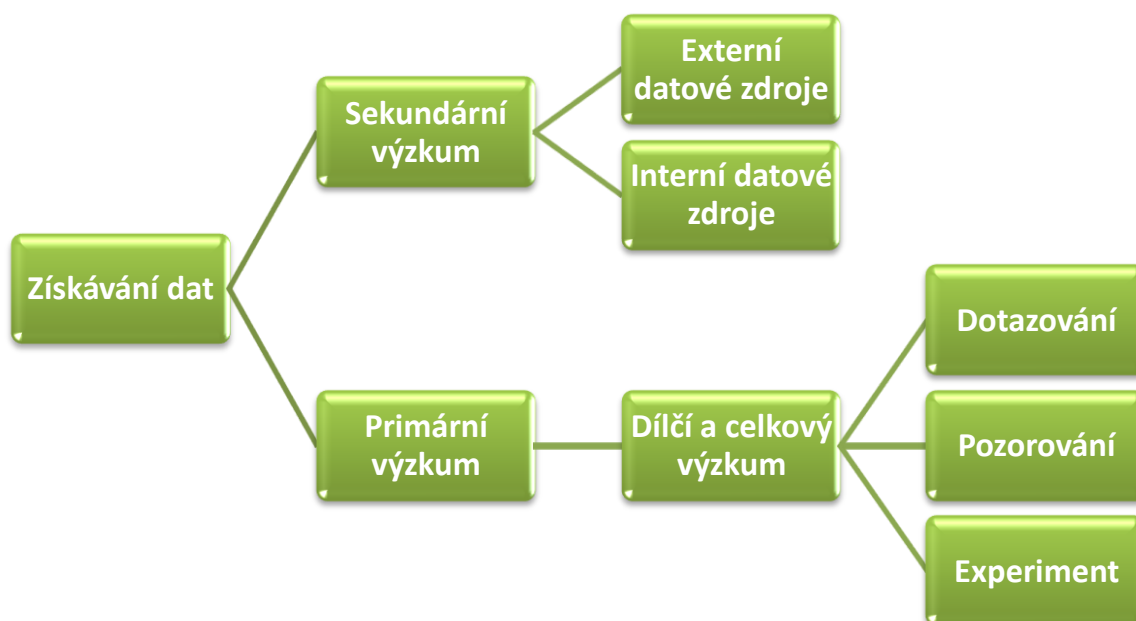 Získávání dat
Sekundární
výzkum
Externí
datové zdroje
Interní datové
zdroje
Primární
výzkum
Dílčí a celkový
výzkum
Dotazování
Pozorování
Experiment